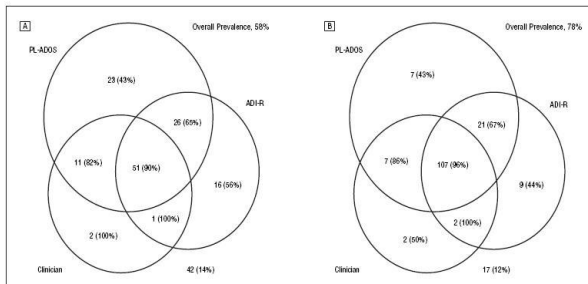 A
Overall Prevalence, 58%
PL-ADOS
23 (43%)
ADI-R
26 (65%)
11 (82%)
51 (90%)
16 (56%)
1 (100%)
2 (100%)
Clinician
42 (14%)
B
Overall Prevalence, 78%
PL-ADOS
7 (43%)
ADI-R
21 (67%)
7 (86%)
107 (96%)
9 (44%)
2 (100%)
2 (50%)
Clinician
17 (12%)